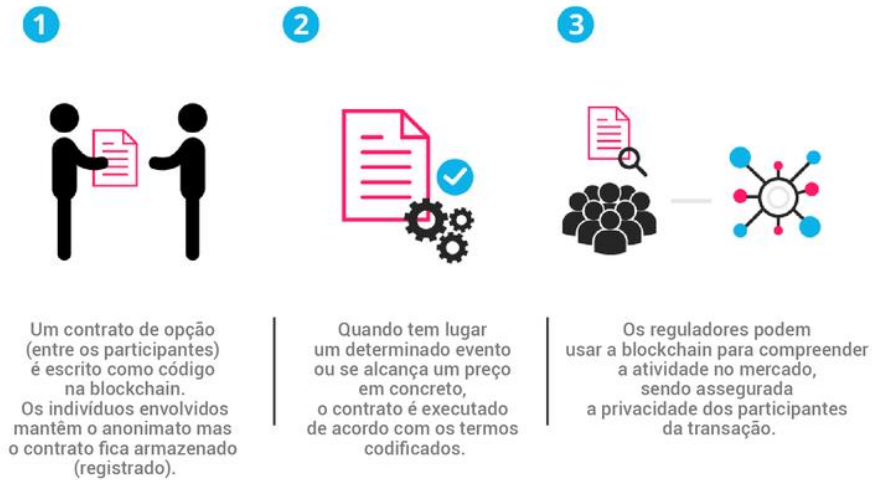 1
Um contrato de opção
(entre os participantes)
é escrito como código
na blockchain.
Os indivíduos envolvidos
mantêm o anonimato mas
o contrato fica armazenado
(registrado).
2
Quando tem lugar
um determinado evento
ou se alcança um preço
em concreto,
o contrato é executado
de acordo com os termos
codificados.
3
Os reguladores podem
usar a blockchain para compreender
a atividade no mercado,
sendo assegurada
a privacidade dos participantes
da transação.